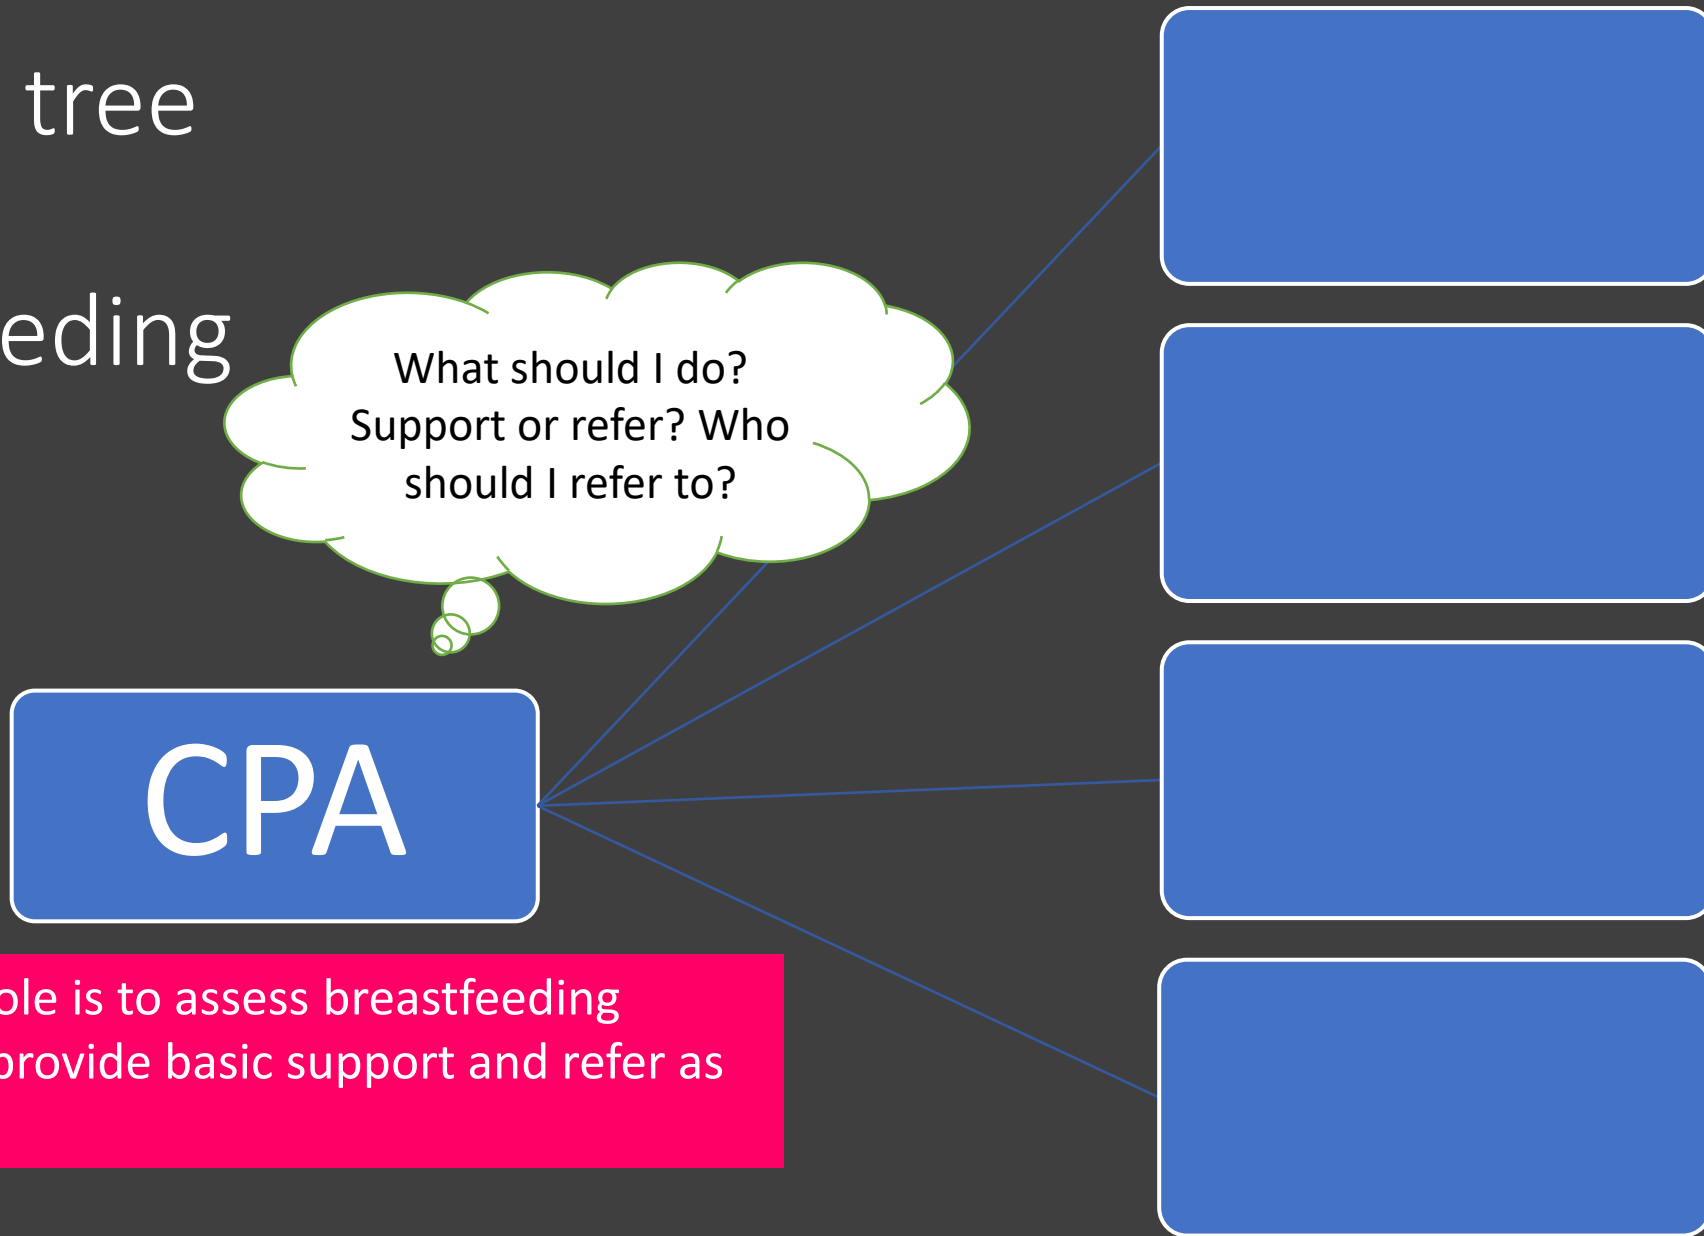 tree
eeding
What should I do?
Support or refer? Who
should I refer to?
CPA
ole is to assess breastfeeding
provide basic support and refer as